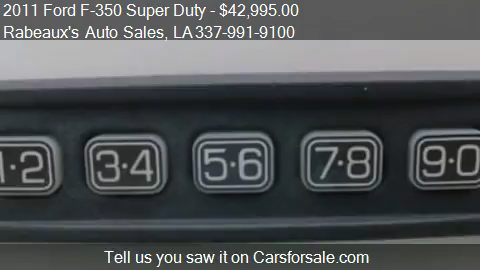 2011 Ford F-350 Super Duty - $42,995.00
Rabeaux's Auto Sales, LA 337-991-9100
1·2 3·4 5·6 7·8 9·0
Tell us you saw it on Carsforsale.com